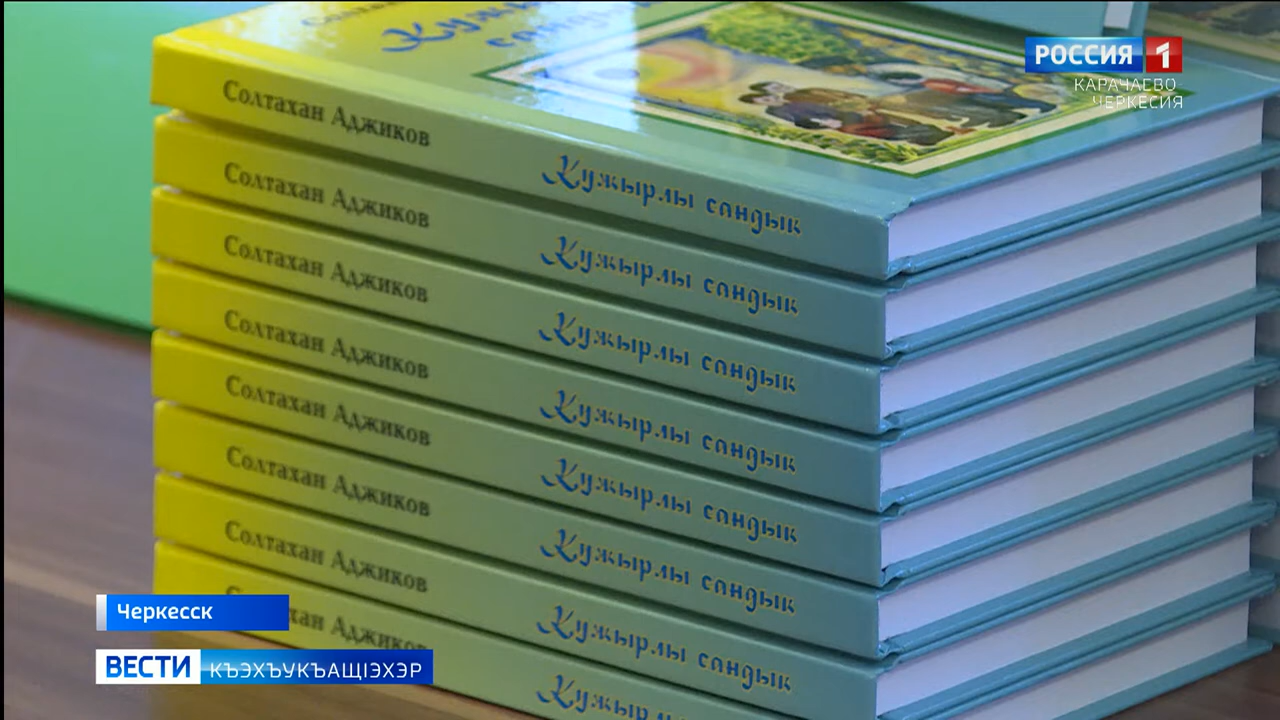 РОССИЯ 1
КАРАЧАЕВО
ЧЕРКЕСИЯ
Солтахан Аджиков Кужырлы сандык
Солтахан Аджиков Кужырлы сандык
Солтахан Аджиков Кужырлы сандык
Солтахан Аджиков Кужырлы сандык
Солтахан Аджиков Кужырлы сандык
Солтахан Аджиков Кужырлы сандык
Солтахан Аджиков Кужырлы сандык
Аджиков
Черкесск
ВЕСТИ КЪЭХЪУКЪАЩIЭХЭР